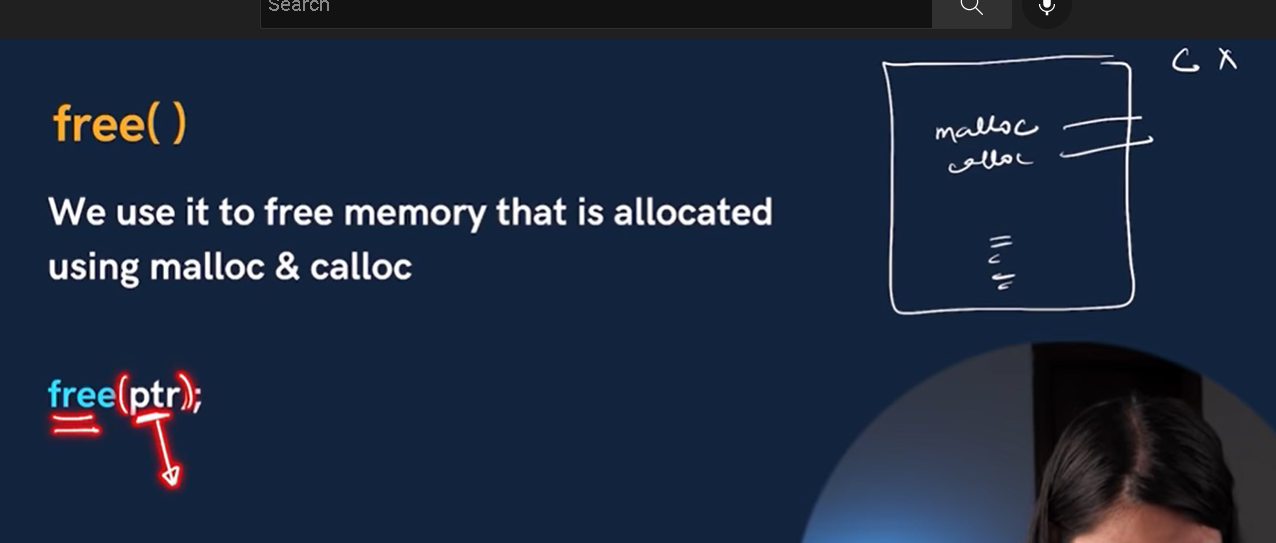 Search
free( )
We use it to free memory that is allocated
using malloc & calloc
free(ptr);
malloc
calloc
C X